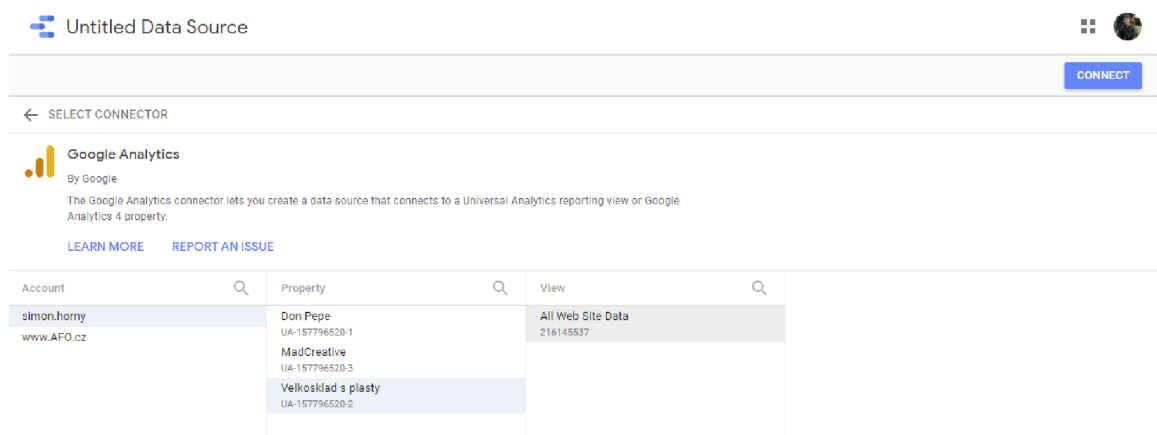 Untitled Data Source
CONNECT
SELECT CONNECTOR
Google Analytics
By Google
The Google Analytics connector lets you create a data source that connects to a Universal Analytics reporting view or Google
Analytics 4 property.
LEARN MORE REPORT AN ISSUE
Account Property View
simon.horny Don Pepe All Web Site Data
UA-157796520-1 216145537
www.AFO.cz
MadCreative
UA-157796520-3
Velkosklad s plasty
UA-157796520-2